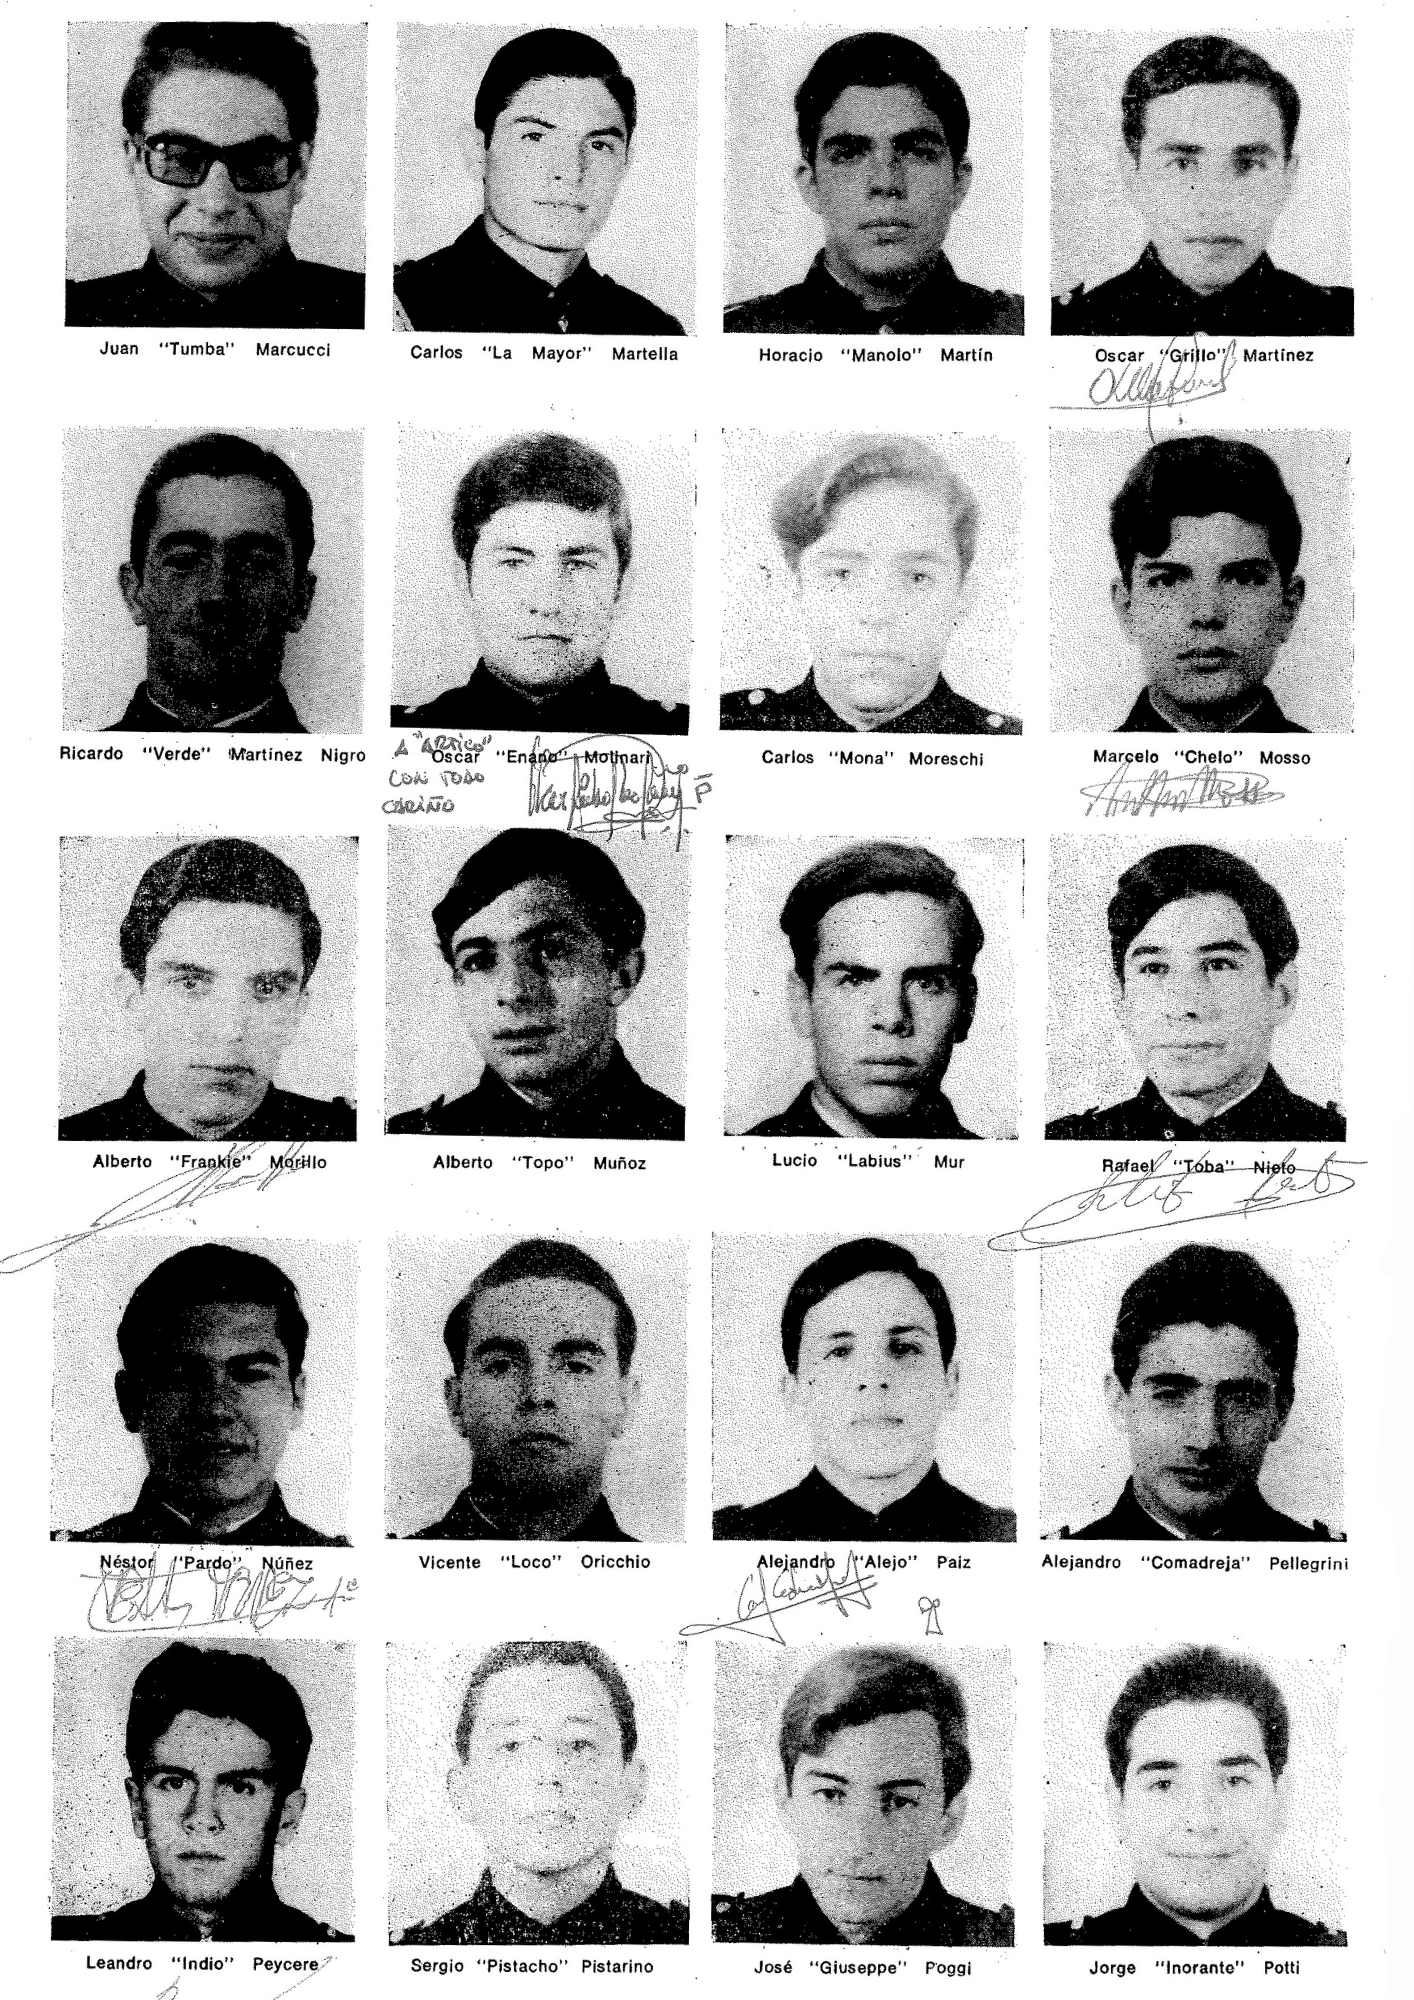 Juan "Tumba" Marcucci
Carlos "La Mayor" Martella
Horacio "Manolo" Martín
Oscar "Grillo" Martínez
Ricardo "Verde" Martínez Nigro
Oscar "Enano" Molinari
A "ARTICO"
CON TODO
CARIÑO
Carlos "Mona" Moreschi
Marcelo "Chelo" Mosso
Alberto "Frankie" Morillo
Alberto "Topo" Muñoz
Lucio "Labius" Mur
Rafael "Toba" Nieto
Néstor "Pardo" Núñez
Vicente "Loco" Oricchio
Alejandro "Alejo" Paiz
Alejandro "Comadreja" Pellegrini
Leandro "Indio" Peycere
Sergio "Pistacho" Pistarino
José "Giuseppe" Poggi
Jorge "Inorante" Potti